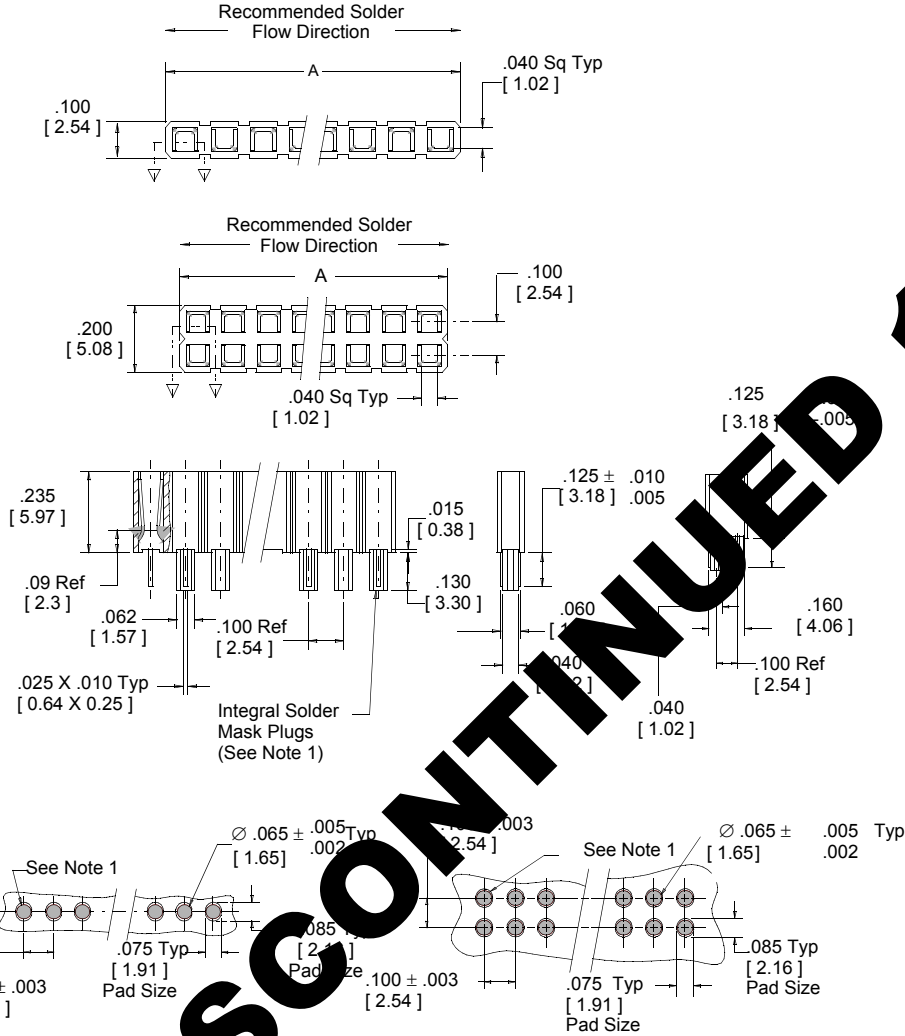 Recommended Solder
Flow Direction
A
.040 Sq Typ
[ 1.02 ]
.100
[ 2.54 ]
Recommended Solder
Flow Direction
A
.100
[ 2.54 ]
.200
[ 5.08 ]
.040 Sq Typ
[ 1.02 ]
.125
[ 3.18 ]
.005
.235
[ 5.97 ]
.015
[ 0.38 ]
.125 ± .010
[ 3.18 ] .005
.09 Ref
[ 2.3 ]
.130
[ 3.30 ]
.062
[ 1.57 ]
.100 Ref
[ 2.54 ]
.060
.160
[ 4.06 ]
.025 X .010 Typ
[ 0.64 X 0.25 ]
.100 Ref
[ 2.54 ]
.040
[ 1.02 ]
Integral Solder
Mask Plugs
(See Note 1)
SCONTINUED
See Note 1
∅ .065 ± .005 Typ
[ 1.65] .002
.003
2.54 ]
See Note 1
∅ .065 ± .005 Typ
[ 1.65] .002
.075 Typ
[ 1.91 ]
Pad Size
.085 Typ
Pad Size
± .003
.100 ± .003
[ 2.54 ]
.075 Typ
[ 1.91 ]
Pad Size
.085 Typ
[ 2.16 ]
Pad Size